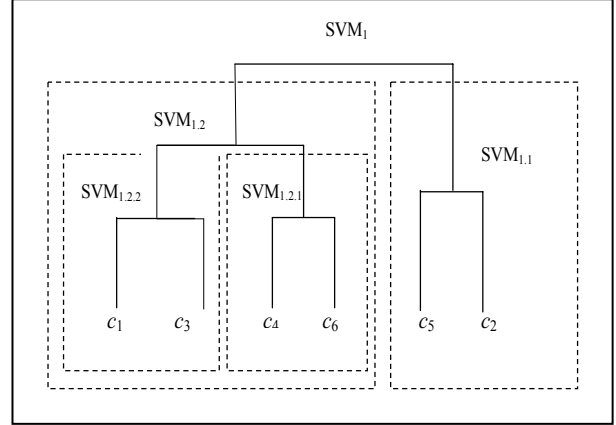 SVM₁
SVM₁.₂
SVM₁.₁
SVM₁.₂.₂ SVM₁.₂.₁
c₁ c₃ c₄ c₆ c₅ c₂